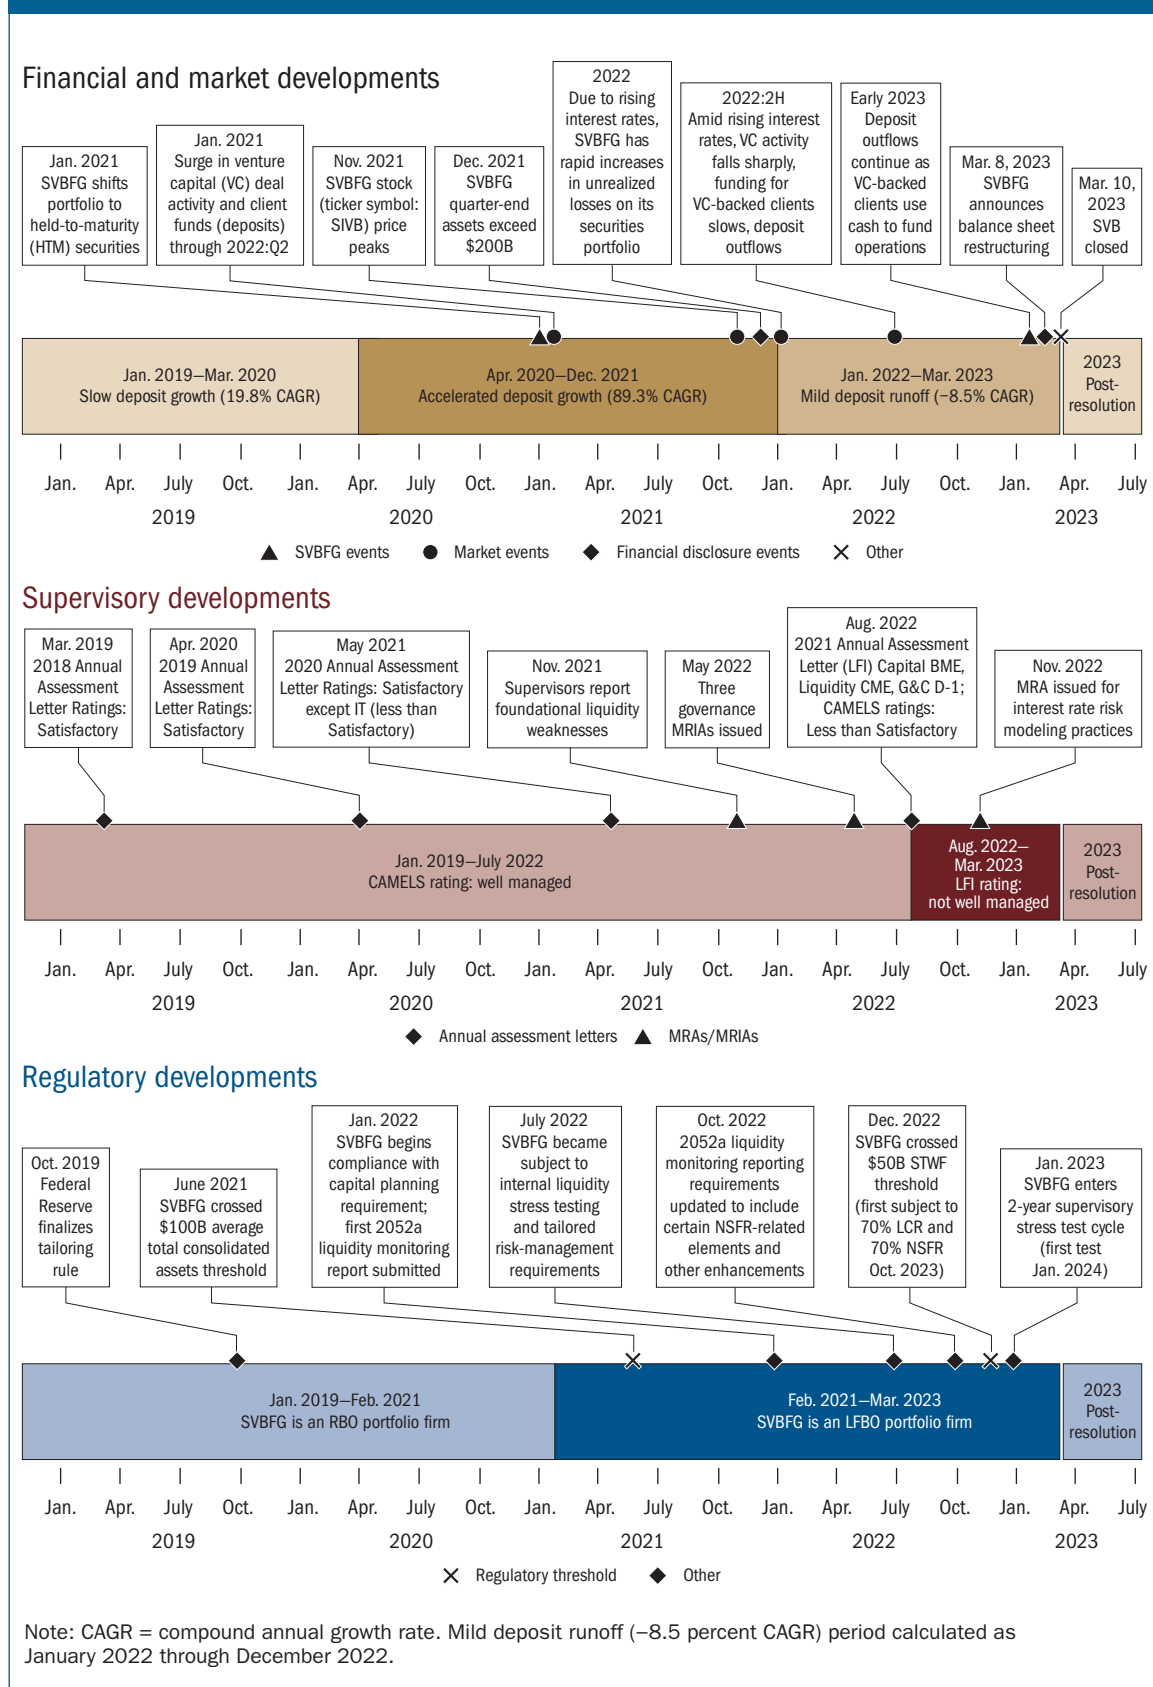 Financial and market developments
Jan. 2021
SVBFG shifts
portfolio to
held-to-maturity
(HTM) securities
Jan. 2021
Surge in venture
capital (VC) deal
activity and client
funds (deposits)
through 2022:Q2
Nov. 2021
SVBFG stock
(ticker symbol:
SIVB) price
peaks
Dec. 2021
SVBFG
quarter-end
assets exceed
$200B
2022
Due to rising
interest rates,
SVBFG has
rapid increases
in unrealized
losses on its
securities
portfolio
2022:2H
Amid rising interest
rates, VC activity
falls sharply,
funding for
VC-backed clients
slows, deposit
outflows
Early 2023
Deposit
outflows
continue as
VC-backed
clients use
cash to fund
operations
Mar. 8, 2023
SVBFG
announces
balance sheet
restructuring
Mar. 10,
2023
SVB
closed
Jan. 2019–Mar. 2020
Slow deposit growth (19.8% CAGR)
Apr. 2020–Dec. 2021
Accelerated deposit growth (89.3% CAGR)
Jan. 2022–Mar. 2023
Mild deposit runoff (−8.5% CAGR)
2023
Post-
resolution
Jan. Apr. July Oct. Jan. Apr. July Oct. Jan. Apr. July Oct. Jan. Apr. July Oct. Jan. Apr. July
2019 2020 2021 2022 2023
SVBFG events Market events Financial disclosure events Other
Supervisory developments
Mar. 2019
2018 Annual
Assessment
Letter Ratings:
Satisfactory
Apr. 2020
2019 Annual
Assessment
Letter Ratings:
Satisfactory
May 2021
2020 Annual Assessment
Letter Ratings: Satisfactory
except IT (less than
Satisfactory)
Nov. 2021
Supervisors report
foundational liquidity
weaknesses
May 2022
Three
governance
MRIAs issued
Aug. 2022
2021 Annual Assessment
Letter (LFI) Capital BME,
Liquidity CME, G&C D-1;
CAMELS ratings:
Less than Satisfactory
Nov. 2022
MRA issued for
interest rate risk
modeling practices
Jan. 2019–July 2022
CAMELS rating: well managed
Aug. 2022–
Mar. 2023
LFI rating:
not well managed
2023
Post-
resolution
Jan. Apr. July Oct. Jan. Apr. July Oct. Jan. Apr. July Oct. Jan. Apr. July Oct. Jan. Apr. July
2019 2020 2021 2022 2023
Annual assessment letters MRAs/MRIAs
Regulatory developments
Oct. 2019
Federal
Reserve
finalizes
tailoring
rule
June 2021
SVBFG crossed
$100B average
total consolidated
assets threshold
Jan. 2022
SVBFG begins
compliance with
capital planning
requirement;
first 2052a
liquidity monitoring
report submitted
July 2022
SVBFG became
subject to
internal liquidity
stress testing
and tailored
risk-management
requirements
Oct. 2022
2052a liquidity
monitoring reporting
requirements
updated to include
certain NSFR-related
elements and
other enhancements
Dec. 2022
SVBFG crossed
$50B STWF
threshold
(first subject to
70% LCR and
70% NSFR
Oct. 2023)
Jan. 2023
SVBFG enters
2-year supervisory
stress test cycle
(first test
Jan. 2024)
Jan. 2019–Feb. 2021
SVBFG is an RBO portfolio firm
Feb. 2021–Mar. 2023
SVBFG is an LFBO portfolio firm
2023
Post-
resolution
Jan. Apr. July Oct. Jan. Apr. July Oct. Jan. Apr. July Oct. Jan. Apr. July Oct. Jan. Apr. July
2019 2020 2021 2022 2023
Regulatory threshold Other
Note: CAGR = compound annual growth rate. Mild deposit runoff (−8.5 percent CAGR) period calculated as
January 2022 through December 2022.